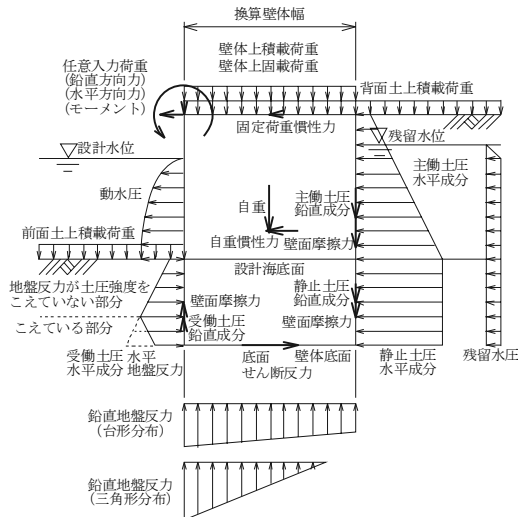 換算壁体幅
任意入力荷重
(鉛直方向力)
(水平方向力)
(モーメント)
壁体上積載荷重
壁体上固載荷重
背面土上積載荷重
固定荷重慣性力
残留水位
設計水位
主働土圧
水平成分
動水圧
自重
主働土圧
鉛直成分
前面土上積載荷重
自重慣性力
壁面摩擦力
設計海底面
地盤反力が土圧強度を
こえていない部分
静止土圧
鉛直成分
壁面摩擦力
こえている部分
受働土圧
鉛直成分
壁面摩擦力
受働土圧
水平成分
水平
地盤反力
底面
せん断反力
壁体底面
静止土圧
水平成分
残留水圧
鉛直地盤反力
(台形分布)
鉛直地盤反力
(三角形分布)